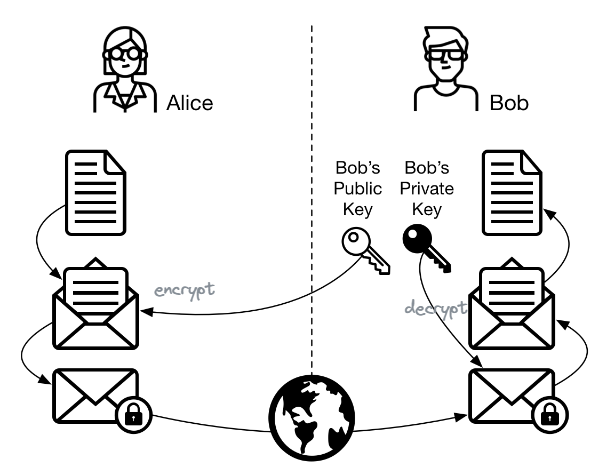 Alice
Bob
Bob's
Public
Key
Bob's
Private
Key
encrypt
decrypt